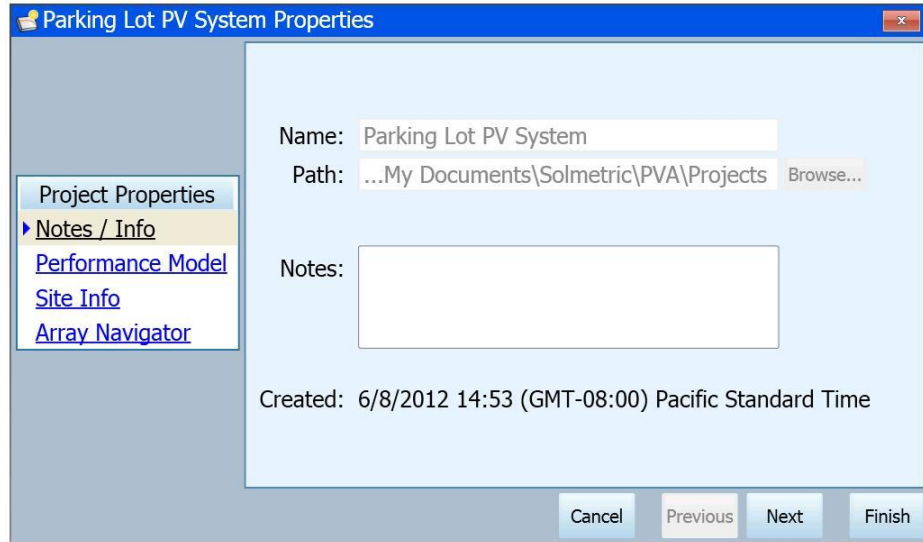 Parking Lot PV System Properties
x
Project Properties
Notes / Info
Performance Model
Site Info
Array Navigator
Name: Parking Lot PV System
Path: ...My Documents\Solmetric\PVA\Projects Browse...
Notes:
Created: 6/8/2012 14:53 (GMT-08:00) Pacific Standard Time
Cancel Previous Next Finish